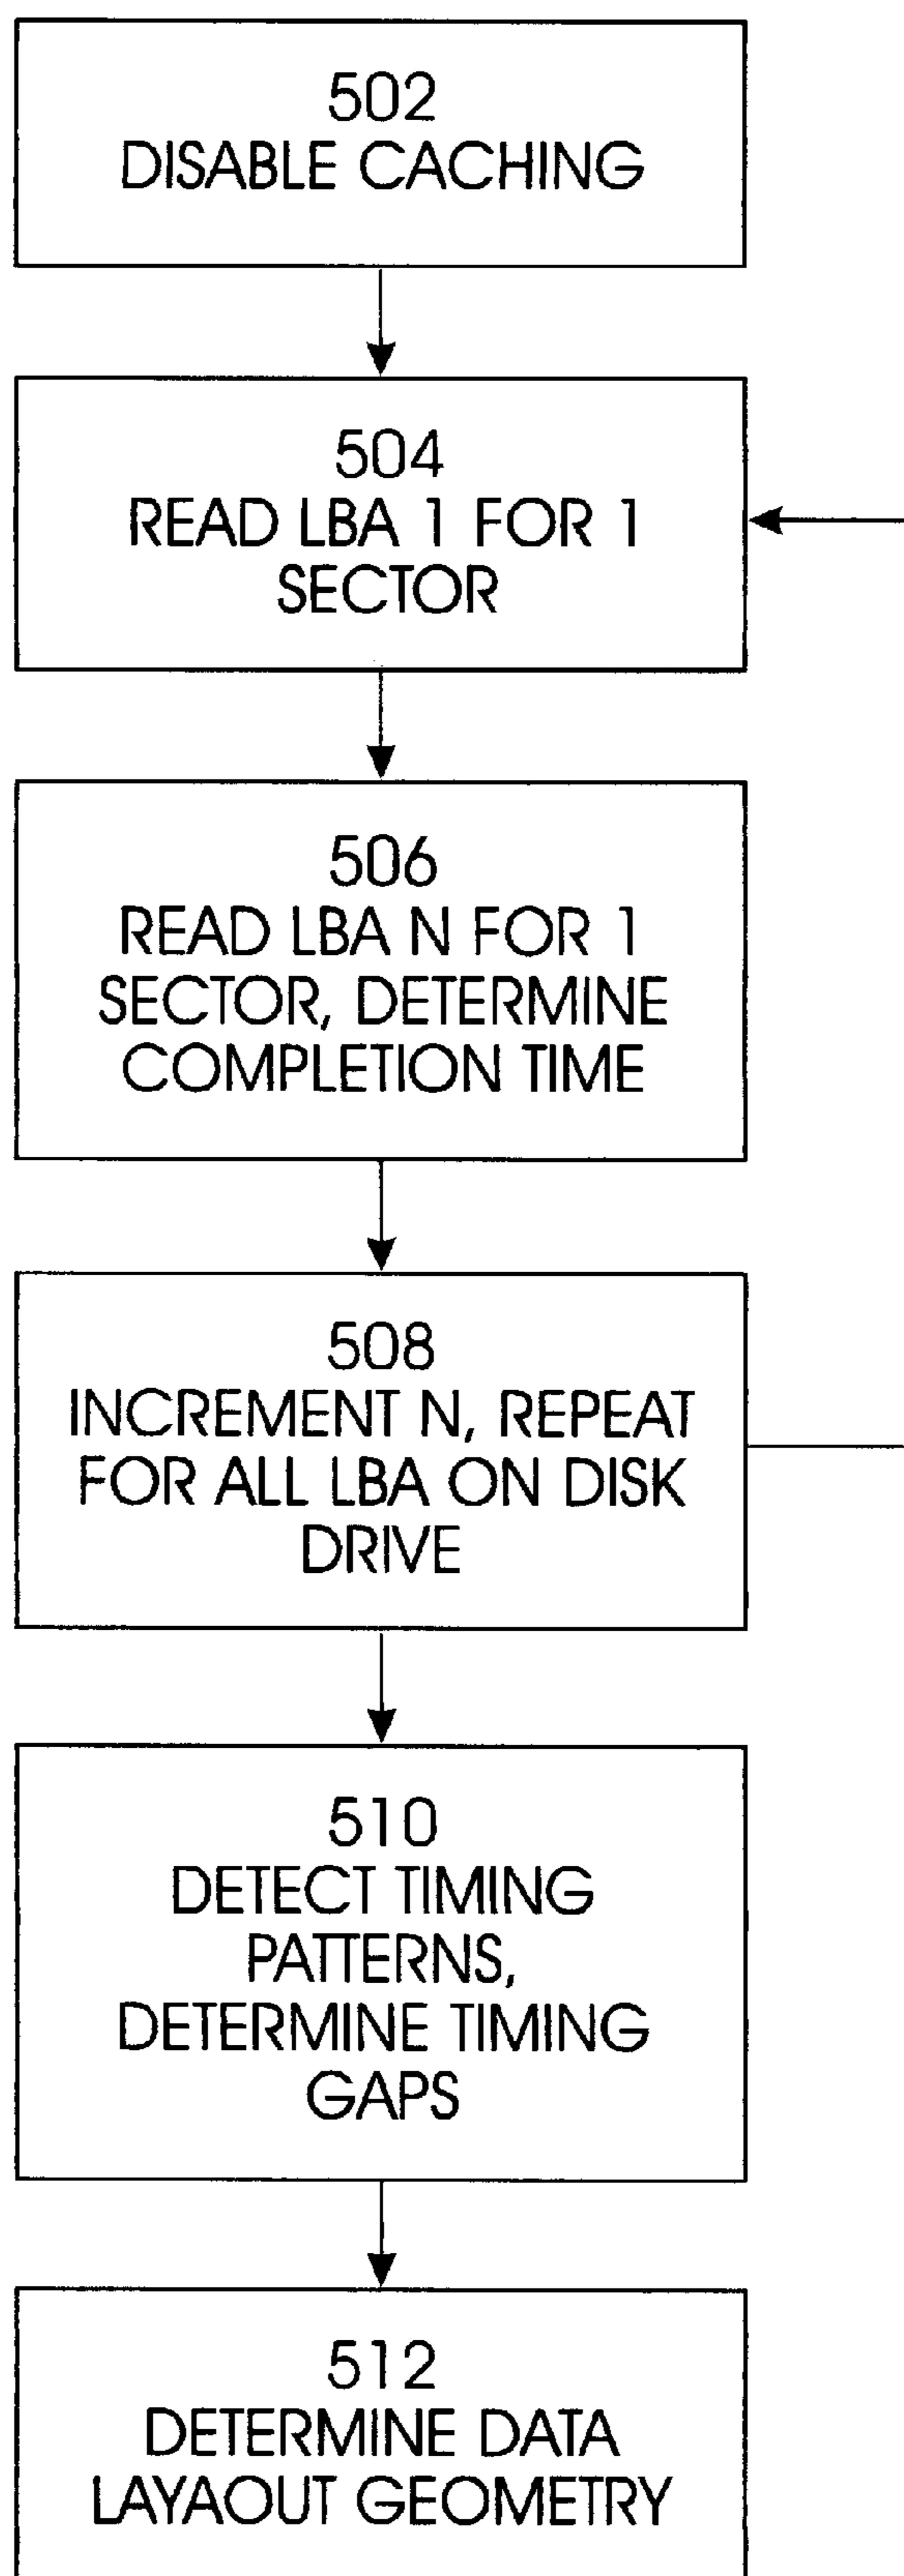 502
DISABLE CACHING
504
READ LBA 1 FOR 1
SECTOR
506
READ LBA N FOR 1
SECTOR, DETERMINE
COMPLETION TIME
508
INCREMENT N, REPEAT
FOR ALL LBA ON DISK
DRIVE
510
DETECT TIMING
PATTERNS,
DETERMINE TIMING
GAPS
512
DETERMINE DATA
LAYAOUT GEOMETRY